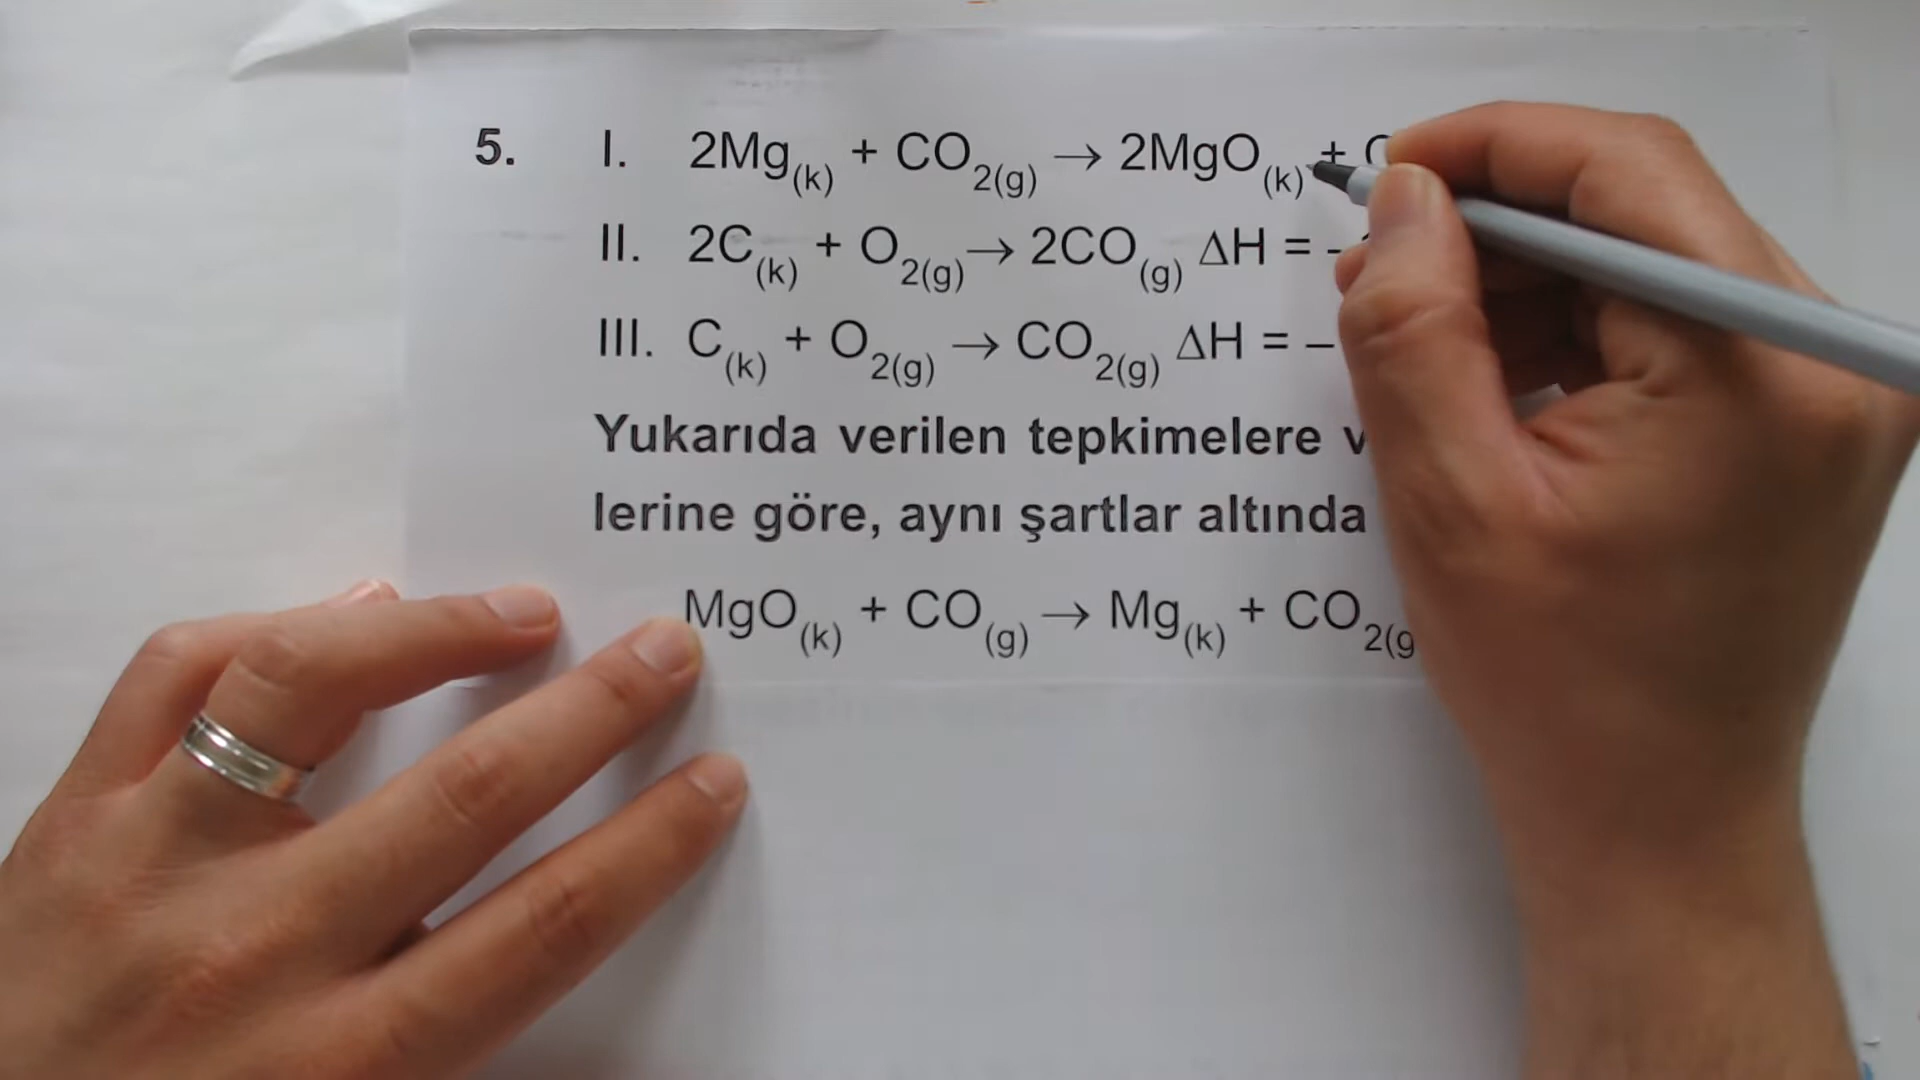 5. I. 2Mg(k) + CO2(g) → 2MgO(k) +
II. 2C(k) + O2(g) → 2CO(g) ΔH = -
III. C(k) + O2(g) → CO2(g) ΔH = –
Yukarıda verilen tepkimelere
lerine göre, aynı şartlar altında
MgO(k) + CO(g) → Mg(k) + CO2(g